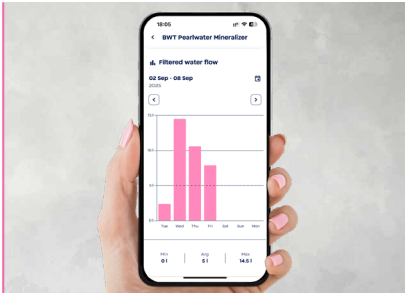 18:05
BWT Pearlwater Mineralizer
Filtered water flow
02 Sep - 08 Sep
2025
Tue Wed Thu Fri Sat Sun Mon
Min Avg Max
0 l 5 l 14.5 l